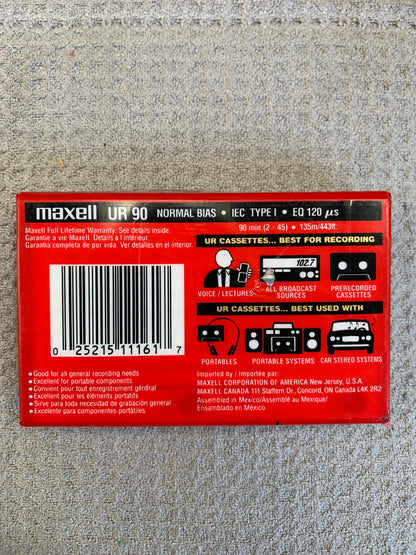 maxell UR 90 NORMAL BIAS • IEC TYPE I • EQ 120 µs
Maxell Full Lifetime Warranty. See details inside.
Garantie a vie Maxell. Details a l'intérieur.
Garantia completa de por vida. Ver detalles en el interior.
90 min.(2 × 45) • 135m/443ft.
UR CASSETTES... BEST FOR RECORDING
102.7
VOICE / LECTURES
ALL BROADCAST SOURCES
PRERECORDED CASSETTES
UR CASSETTES... BEST USED WITH
PORTABLES
PORTABLE SYSTEMS
CAR STEREO SYSTEMS
0 25215 11161 7
• Good for all general recording needs
• Excellent for portable components
• Convient pour tout enregistrement général
• Excellent pour les éléments portatifs
• Sirve para toda necesidad de grabación general
• Excelente para componentes portátiles
Imported by / Importée par:
MAXELL CORPORATION OF AMERICA New Jersey, U.S.A.
MAXELL CANADA 111 Staffern Dr., Concord, ON Canada L4K 2R2
Assembled in Mexico/Assemblé au Mexique/
Ensamblado en México